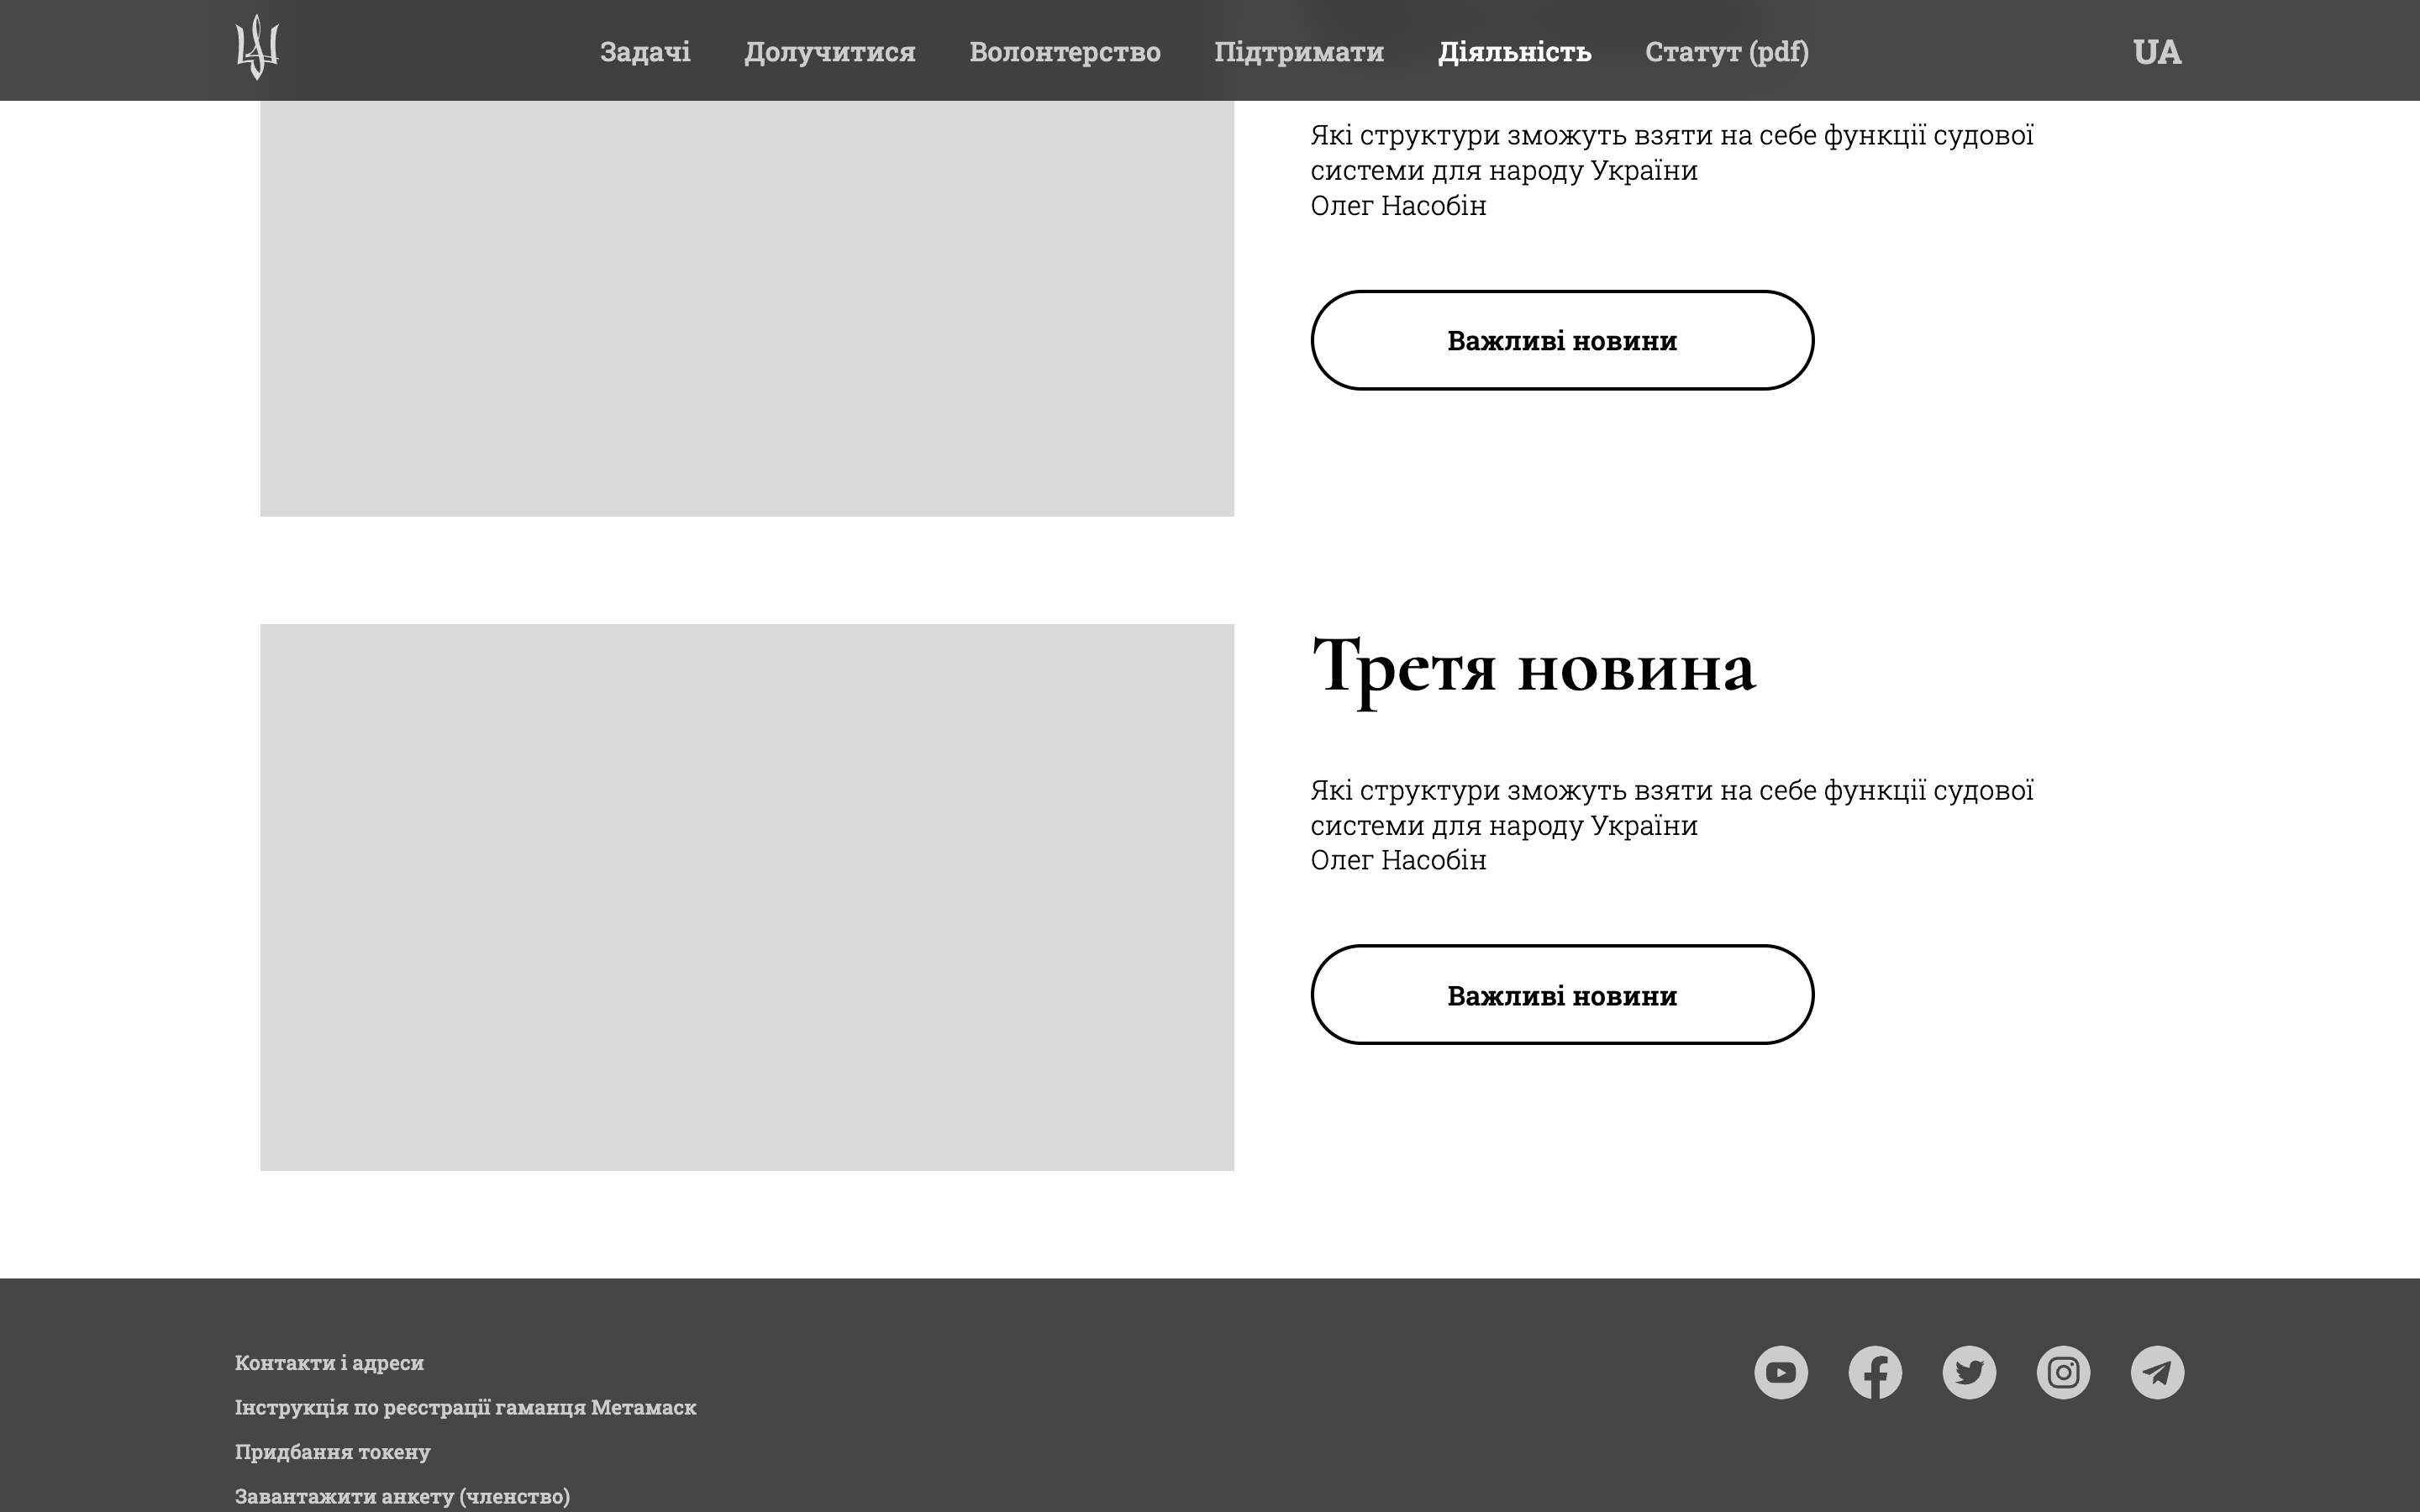 Задачі Долучитися Волонтерство Підтримати Діяльність Статут (pdf) UA
Які структури зможуть взяти на себе функції судової
системи для народу України
Олег Насобін
Важливі новини
Третя новина
Які структури зможуть взяти на себе функції судової
системи для народу України
Олег Насобін
Важливі новини
Контакти і адреси
Інструкція по реєстрації гаманця Метамаск
Придбання токену
Завантажити анкету (членство)